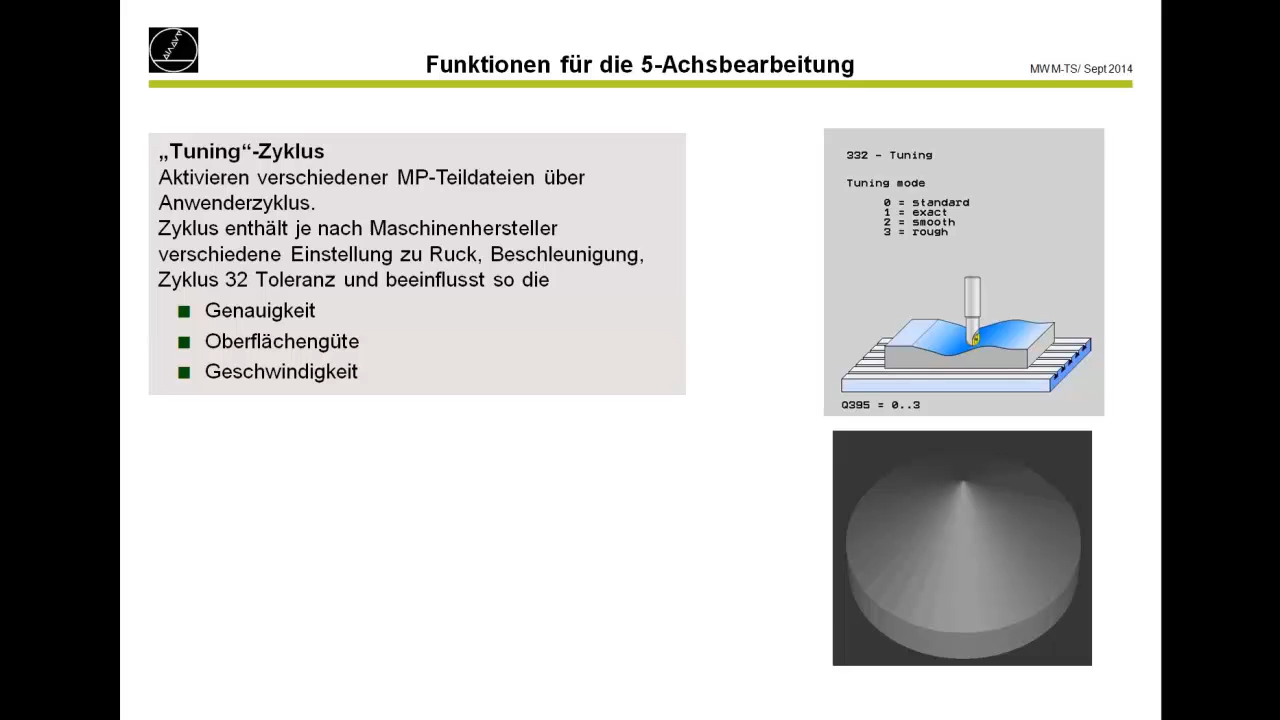 Funktionen für die 5-Achsbearbeitung
MWM-TS/ Sept 2014
„Tuning“-Zyklus
Aktivieren verschiedener MP-Teildateien über
Anwenderzyklus.
Zyklus enthält je nach Maschinenhersteller
verschiedene Einstellung zu Ruck, Beschleunigung,
Zyklus 32 Toleranz und beeinflusst so die
Genauigkeit
Oberflächengüte
Geschwindigkeit
332 - Tuning
Tuning mode
0 = standard
1 = exact
2 = smooth
3 = rough
Q395 = 0..3